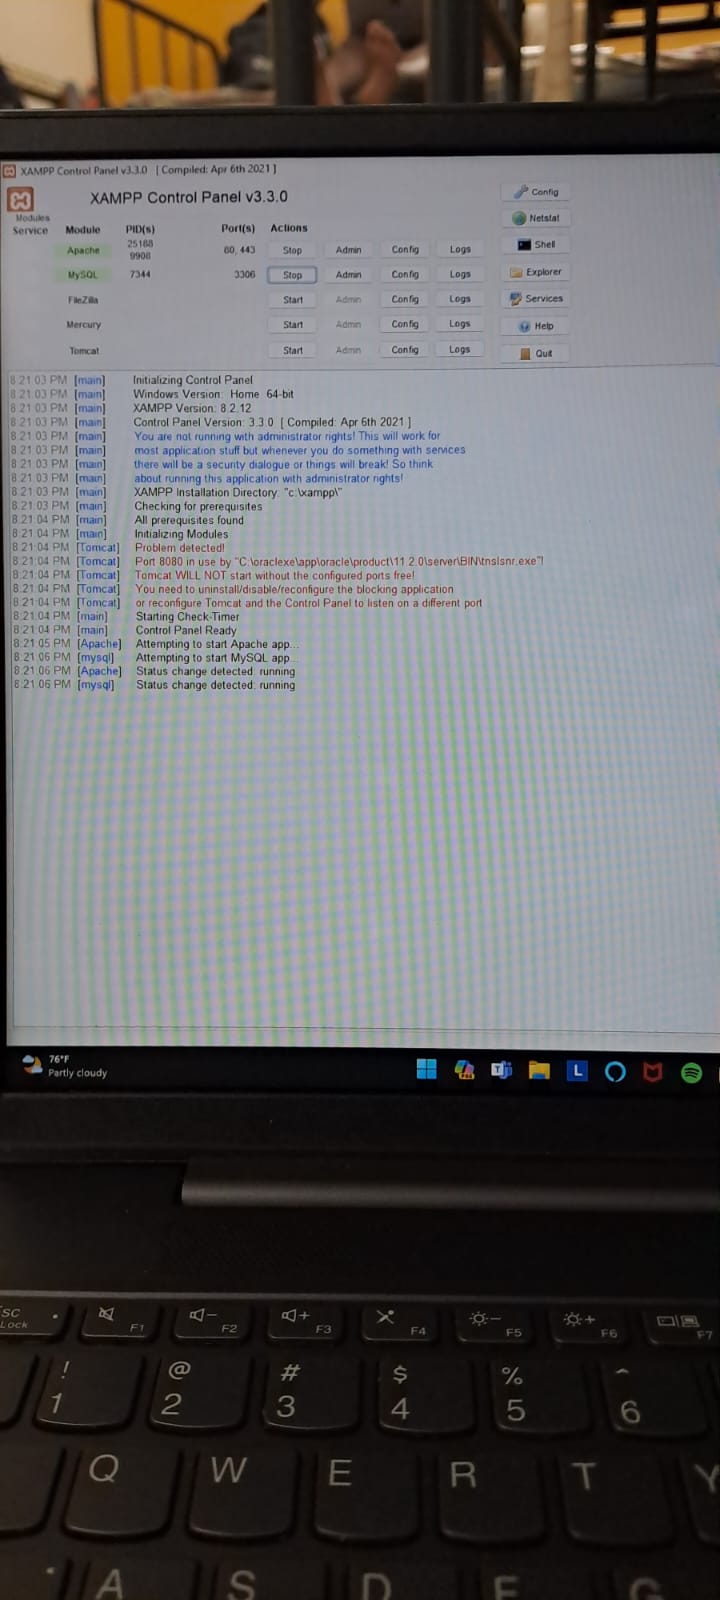 XAMPP Control Panel v3.3.0 [ Compiled: Apr 6th 2021 ]
XAMPP Control Panel v3.3.0
Config
Netstat
Shell
Explorer
Services
Help
Quit
Modules
Service Module PID(s) Port(s) Actions
Apache 25168 9908 80, 443 Stop Admin Config Logs
MySQL 7344 3306 Stop Admin Config Logs
FileZilla Start Admin Config Logs
Mercury Start Admin Config Logs
Tomcat Start Admin Config Logs
8:21:03 PM [main] Initializing Control Panel
8:21:03 PM [main] Windows Version: Home 64-bit
8:21:03 PM [main] XAMPP Version: 8.2.12
8:21:03 PM [main] Control Panel Version: 3.3.0 [ Compiled: Apr 6th 2021 ]
8:21:03 PM [main] You are not running with administrator rights! This will work for
8:21:03 PM [main] most application stuff but whenever you do something with services
8:21:03 PM [main] there will be a security dialogue or things will break! So think
8:21:03 PM [main] about running this application with administrator rights!
8:21:03 PM [main] XAMPP Installation Directory: "c:\xampp\"
8:21:03 PM [main] Checking for prerequisites
8:21:04 PM [main] All prerequisites found
8:21:04 PM [main] Initializing Modules
8:21:04 PM [Tomcat] Problem detected!
8:21:04 PM [Tomcat] Port 8080 in use by "C:\oraclexe\app\oracle\product\11.2.0\server\BIN\tnslsnr.exe"!
8:21:04 PM [Tomcat] Tomcat WILL NOT start without the configured ports free!
8:21:04 PM [Tomcat] You need to uninstall/disable/reconfigure the blocking application
8:21:04 PM [Tomcat] or reconfigure Tomcat and the Control Panel to listen on a different port
8:21:04 PM [main] Starting Check-Timer
8:21:04 PM [main] Control Panel Ready
8:21:05 PM [Apache] Attempting to start Apache app...
8:21:06 PM [mysql] Attempting to start MySQL app...
8:21:06 PM [Apache] Status change detected: running
8:21:06 PM [mysql] Status change detected: running
76°F
Partly cloudy
L
Lock F1 F2 F3 F4 F5 F6 F7
! @ # $ % ^
1 2 3 4 5 6
Q W E R T Y
A S D F G